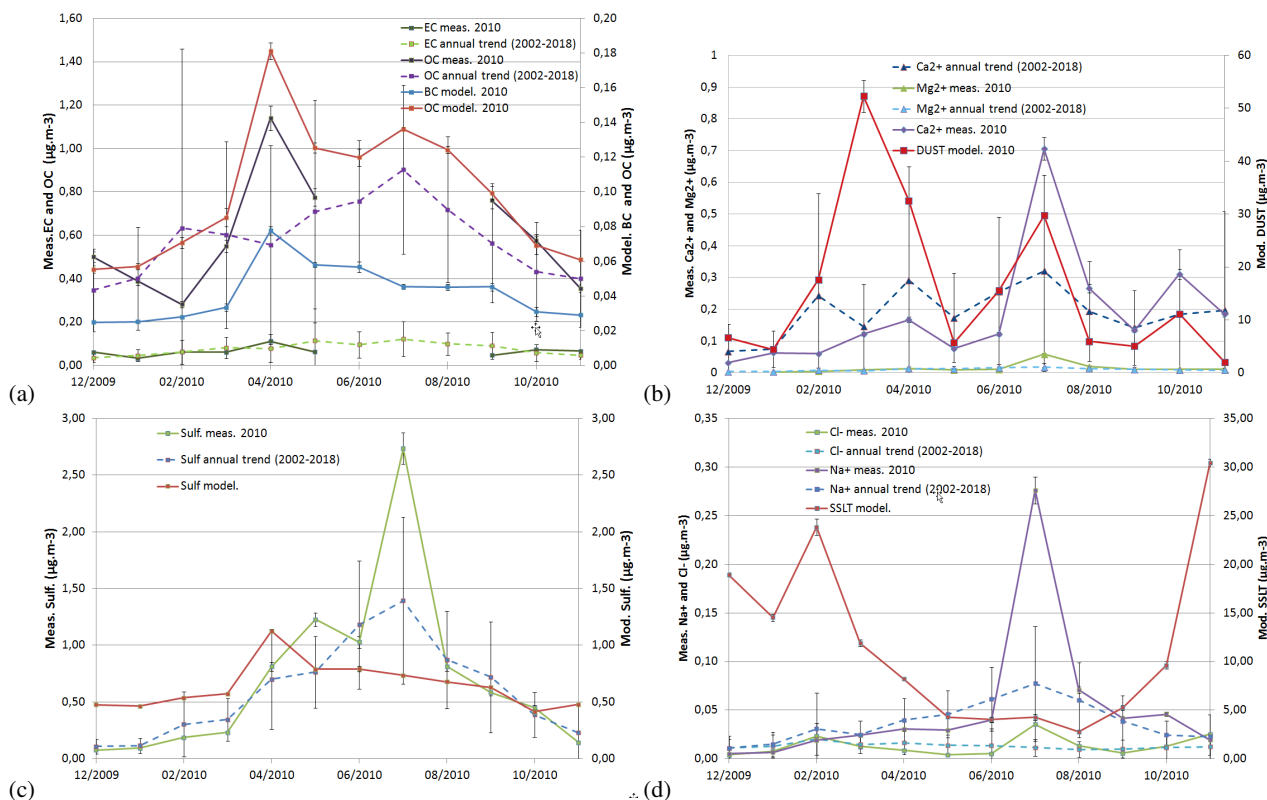 1,60
1,40
1,20
1,00
0,80
0,60
0,40
0,20
0,00
Meas.EC and OC (µg.m-3)
EC meas. 2010
EC annual trend (2002-2018)
OC meas. 2010
OC annual trend (2002-2018)
BC model. 2010
OC model. 2010
0,20
0,18
0,16
0,14
0,12
0,10
0,08
0,06
0,04
0,02
0,00
Model. BC and OC (µg.m-3)
12/2009 02/2010 04/2010 06/2010 08/2010 10/2010
(a)
1
0,9
0,8
0,7
0,6
0,5
0,4
0,3
0,2
0,1
0
Meas. Ca2+ and Mg2+ (µg.m-3)
Ca2+ annual trend (2002-2018)
Mg2+ meas. 2010
Mg2+ annual trend (2002-2018)
Ca2+ meas. 2010
DUST model. 2010
60
50
40
30
20
10
0
Mod. DUST (µg.m-3)
12/2009 02/2010 04/2010 06/2010 08/2010 10/2010
(b)
3,00
2,50
2,00
1,50
1,00
0,50
0,00
Meas. Sulf. (µg.m-3)
Sulf. meas. 2010
Sulf annual trend (2002-2018)
Sulf model.
3,00
2,50
2,00
1,50
1,00
0,50
0,00
Mod. Sulf. (µg.m-3)
12/2009 02/2010 04/2010 06/2010 08/2010 10/2010
(c)
0,35
0,30
0,25
0,20
0,15
0,10
0,05
0,00
Meas. Na+ and Cl- (µg.m-3)
Cl- meas. 2010
Cl- annual trend (2002-2018)
Na+ meas. 2010
Na+ annual trend (2002-2018)
SSLT model.
35,00
30,00
25,00
20,00
15,00
10,00
5,00
0,00
Mod. SSLT (µg.m-3)
12/2009 02/2010 04/2010 06/2010 08/2010 10/2010
(d)